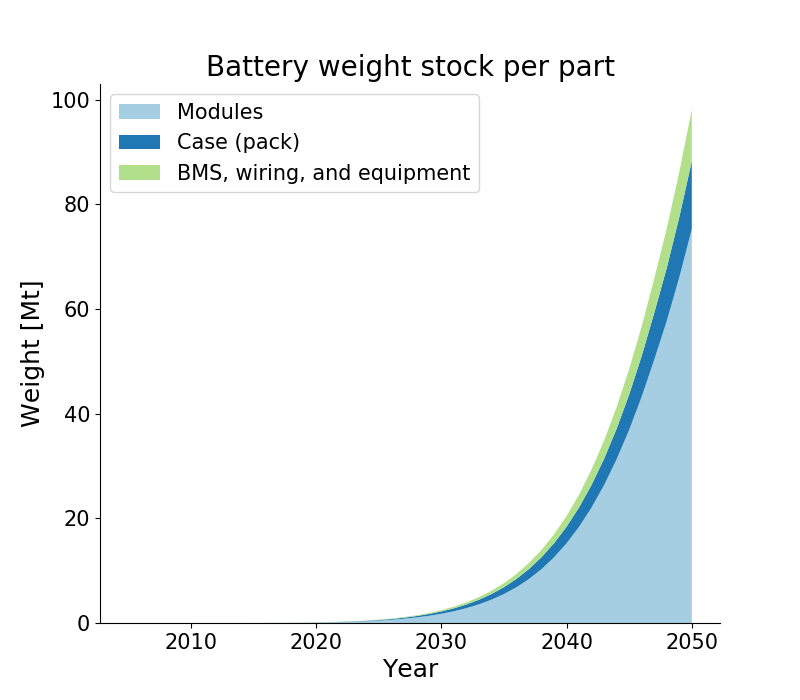 Battery weight stock per part
Modules
Case (pack)
BMS, wiring, and equipment
Weight [Mt]
100
80
60
40
20
0
2010 2020 2030 2040 2050
Year